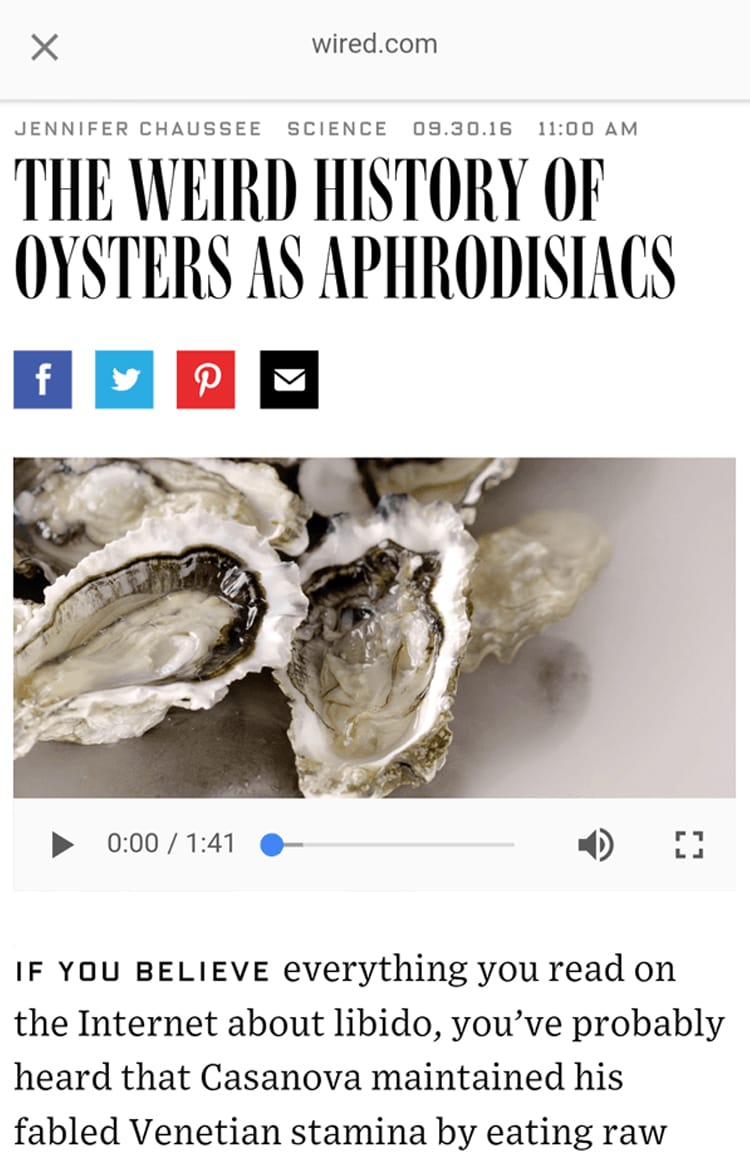 wired.com
JENNIFER CHAUSSEE SCIENCE 09.30.16 11:00 AM
THE WEIRD HISTORY OF
OYSTERS AS APHRODISIACS
0:00 / 1:41
IF YOU BELIEVE everything you read on
the Internet about libido, you’ve probably
heard that Casanova maintained his
fabled Venetian stamina by eating raw